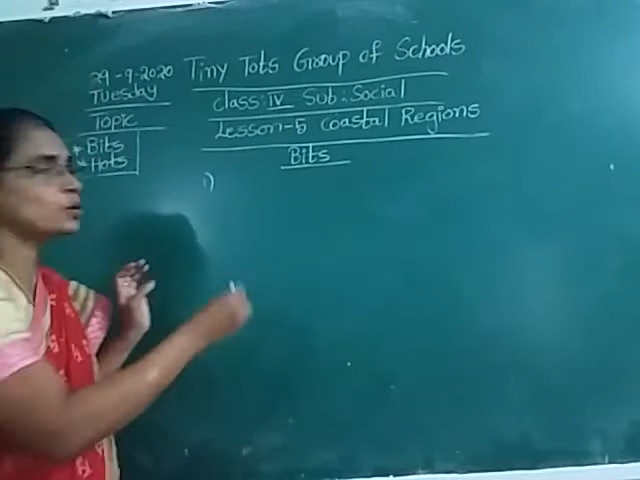 29-9-2020
Tuesday
Topic
* Bits
* Hots
Tiny Tots Group of Schools
class: IV Sub: Social
Lesson-5 Coastal Regions
Bits
1)